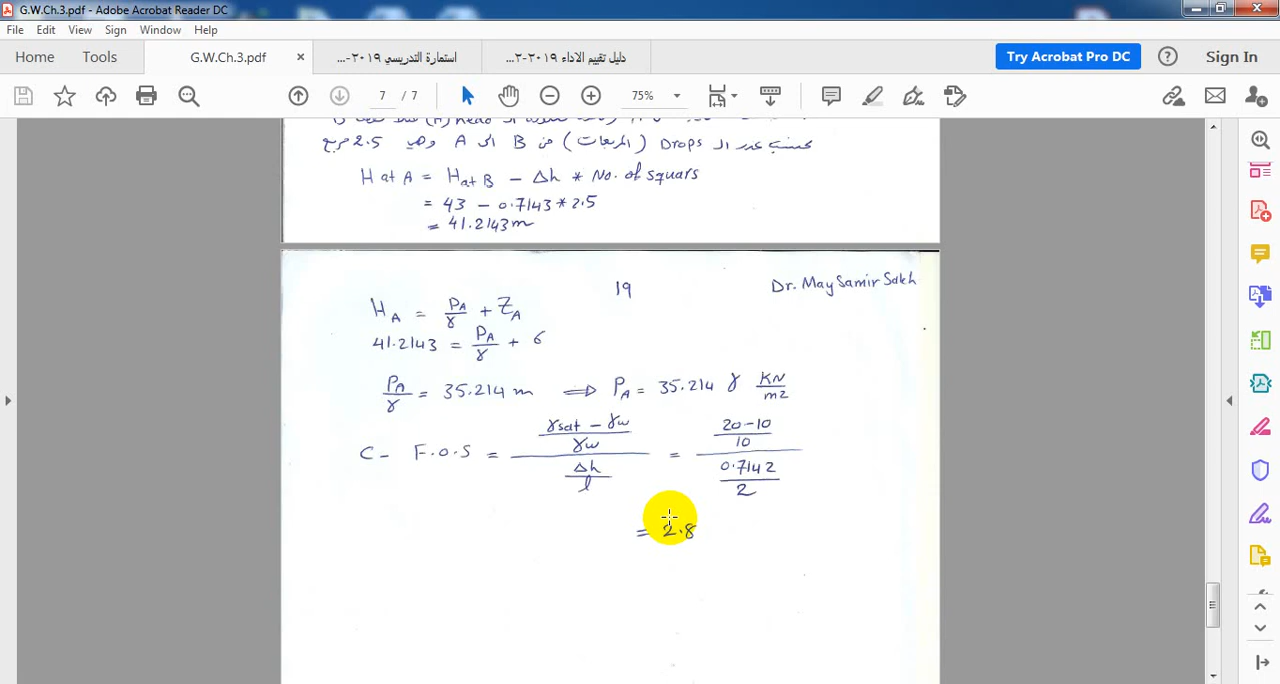 G.W.Ch.3.pdf - Adobe Acrobat Reader DC
File Edit View Sign Window Help
Home Tools G.W.Ch.3.pdf × استمارة التدريسي ٢٠١٩-... دليل تقييم الاداء ٢٠١٩-٣... Try Acrobat Pro DC ? Sign In
7 / 7 75%
Head (H)
2.5 مربع A الى B من (المربعات) Drops نحسب عدد الـ
H at A = H at B - Δh * No. of squars
= 43 - 0.7143 * 2.5
= 41.2143 m
19 Dr. May Samir Saleh
H_A = P_A/γ + Z_A
41.2143 = P_A/γ + 6
P_A/γ = 35.214 m ⟹ P_A = 35.214 γ KN/m2
C - F.O.S = ((γsat - γw)/γw)/(Δh/l) = ((20-10)/10)/(0.7142/2)
= 2.8